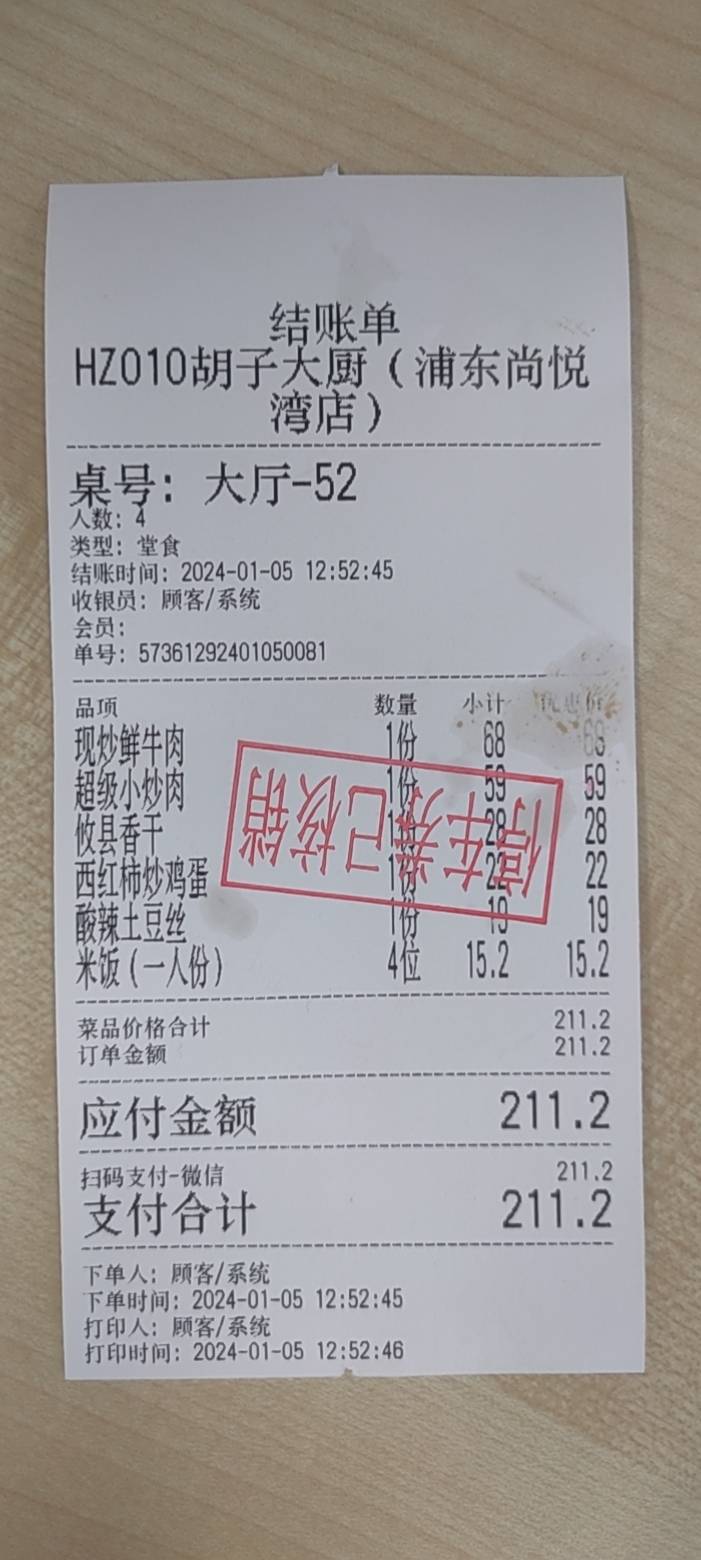 结账单
HZ010胡子大厨（浦东尚悦
湾店）
桌号：大厅-52
人数：4
类型：堂食
结账时间：2024-01-05 12:52:45
收银员：顾客/系统
会员：
单号：57361292401050081
品项 数量 小计 优惠价
现炒鲜牛肉 1份 68 68
超级小炒肉 1份 59 59
攸县香干 1份 28 28
西红柿炒鸡蛋 1份 22 22
酸辣土豆丝 1份 19 19
米饭（一人份） 4位 15.2 15.2
停车券已核销
菜品价格合计 211.2
订单金额 211.2
应付金额 211.2
扫码支付-微信 211.2
支付合计 211.2
下单人：顾客/系统
下单时间：2024-01-05 12:52:45
打印人：顾客/系统
打印时间：2024-01-05 12:52:46